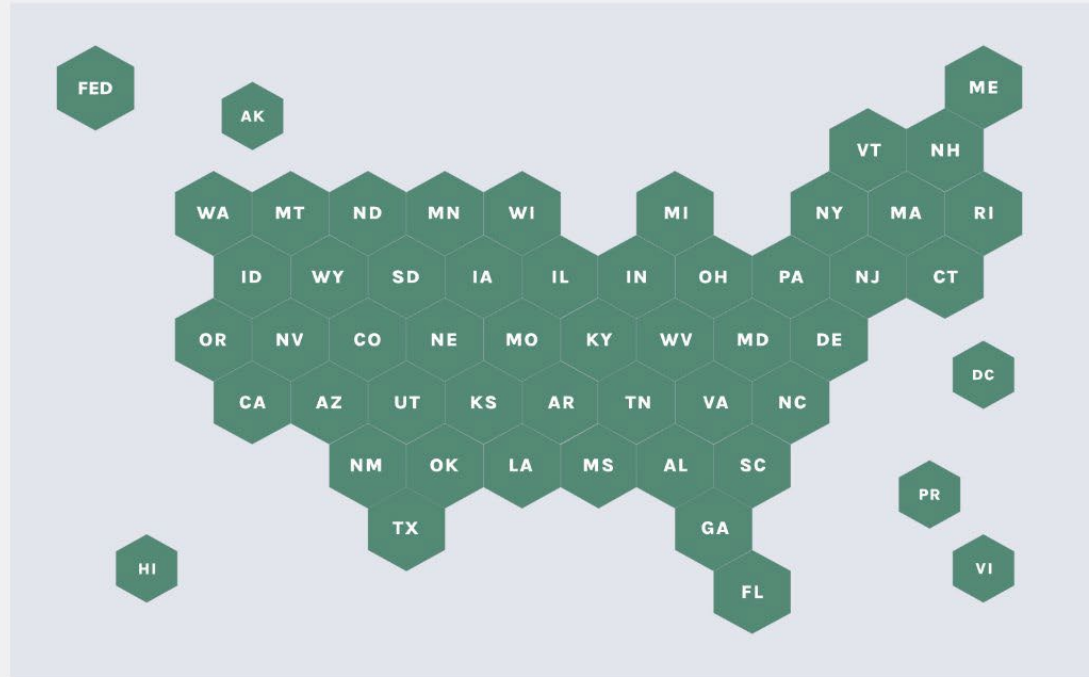 FED
ME
AK
VT NH
WA MT ND MN WI MI NY MA RI
ID WY SD IA IL IN OH PA NJ CT
OR NV CO NE MO KY WV MD DE
DC
CA AZ UT KS AR TN VA NC
NM OK LA MS AL SC
PR
TX GA
HI VI
FL